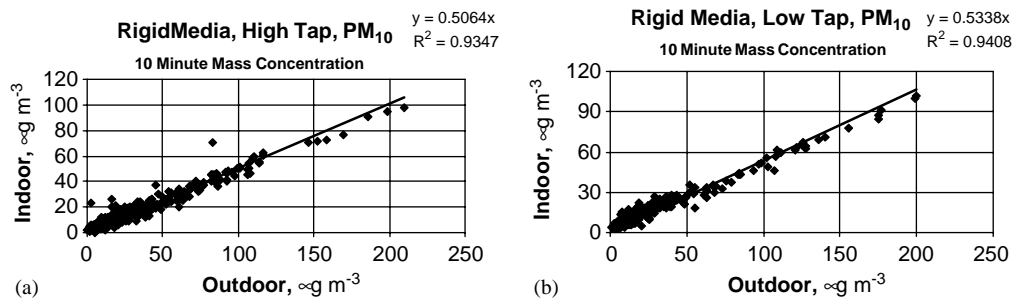 RigidMedia, High Tap, PM10
y = 0.5064x
R2 = 0.9347
10 Minute Mass Concentration
Indoor, ∝g m-3
120
100
80
60
40
20
0
0 50 100 150 200 250
Outdoor, ∝g m-3
(a)
Rigid Media, Low Tap, PM10
y = 0.5338x
R2 = 0.9408
10 Minute Mass Concentration
Indoor, ∝g m-3
120
90
60
30
0
0 50 100 150 200 250
Outdoor, ∝g m-3
(b)